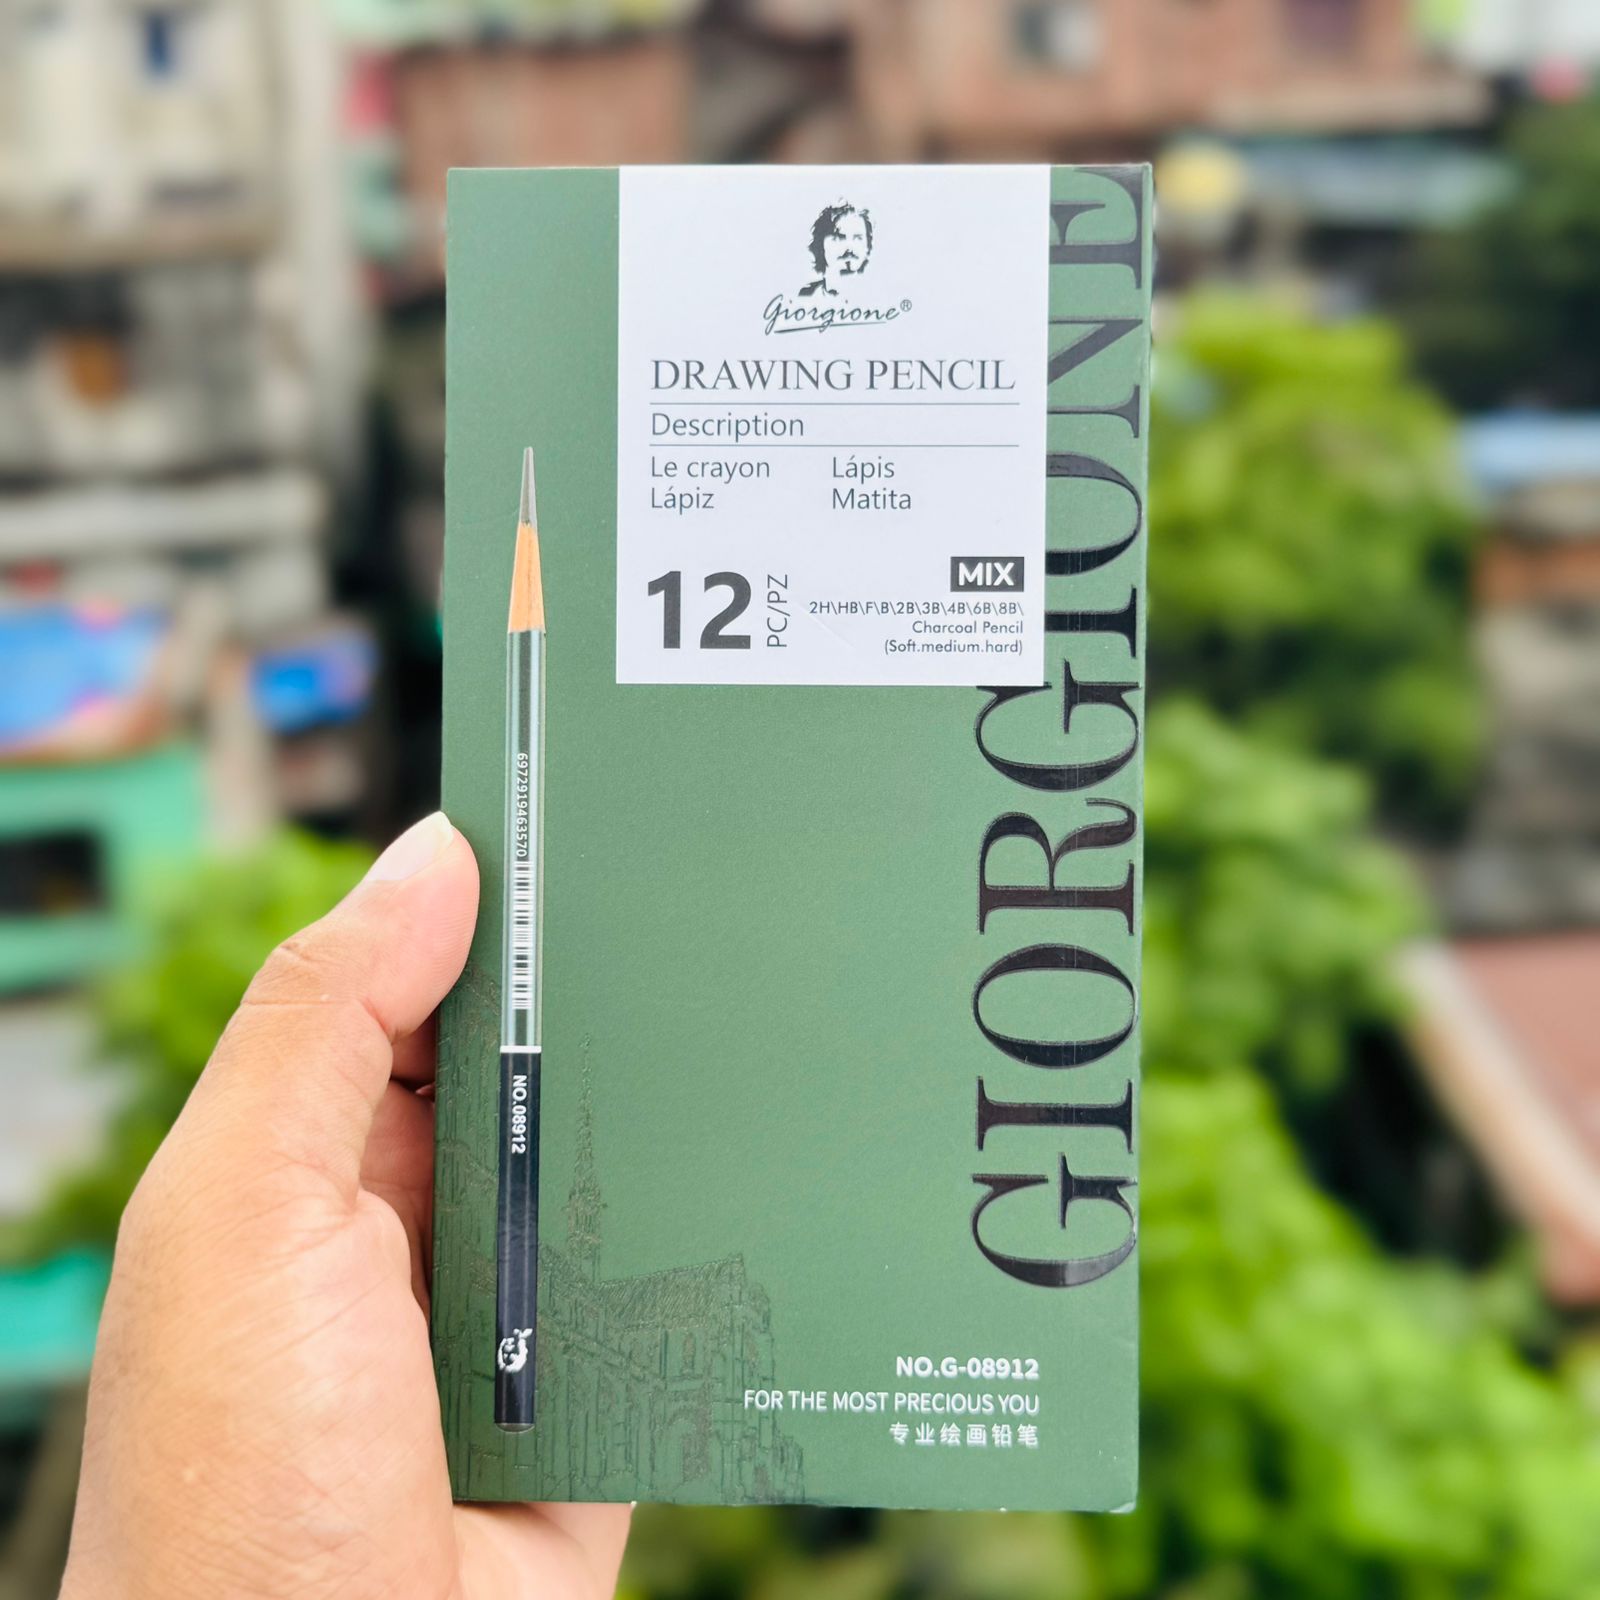 Giorgione®
DRAWING PENCIL
Description
Le crayon Lápis
Lápiz Matita
12 PC/PZ
MIX
2H\HB\F\B\2B\3B\4B\6B\8B\
Charcoal Pencil
(Soft.medium.hard)
GIORGIONE
6972919463570
NO.08912
NO.G-08912
FOR THE MOST PRECIOUS YOU
专业绘画铅笔